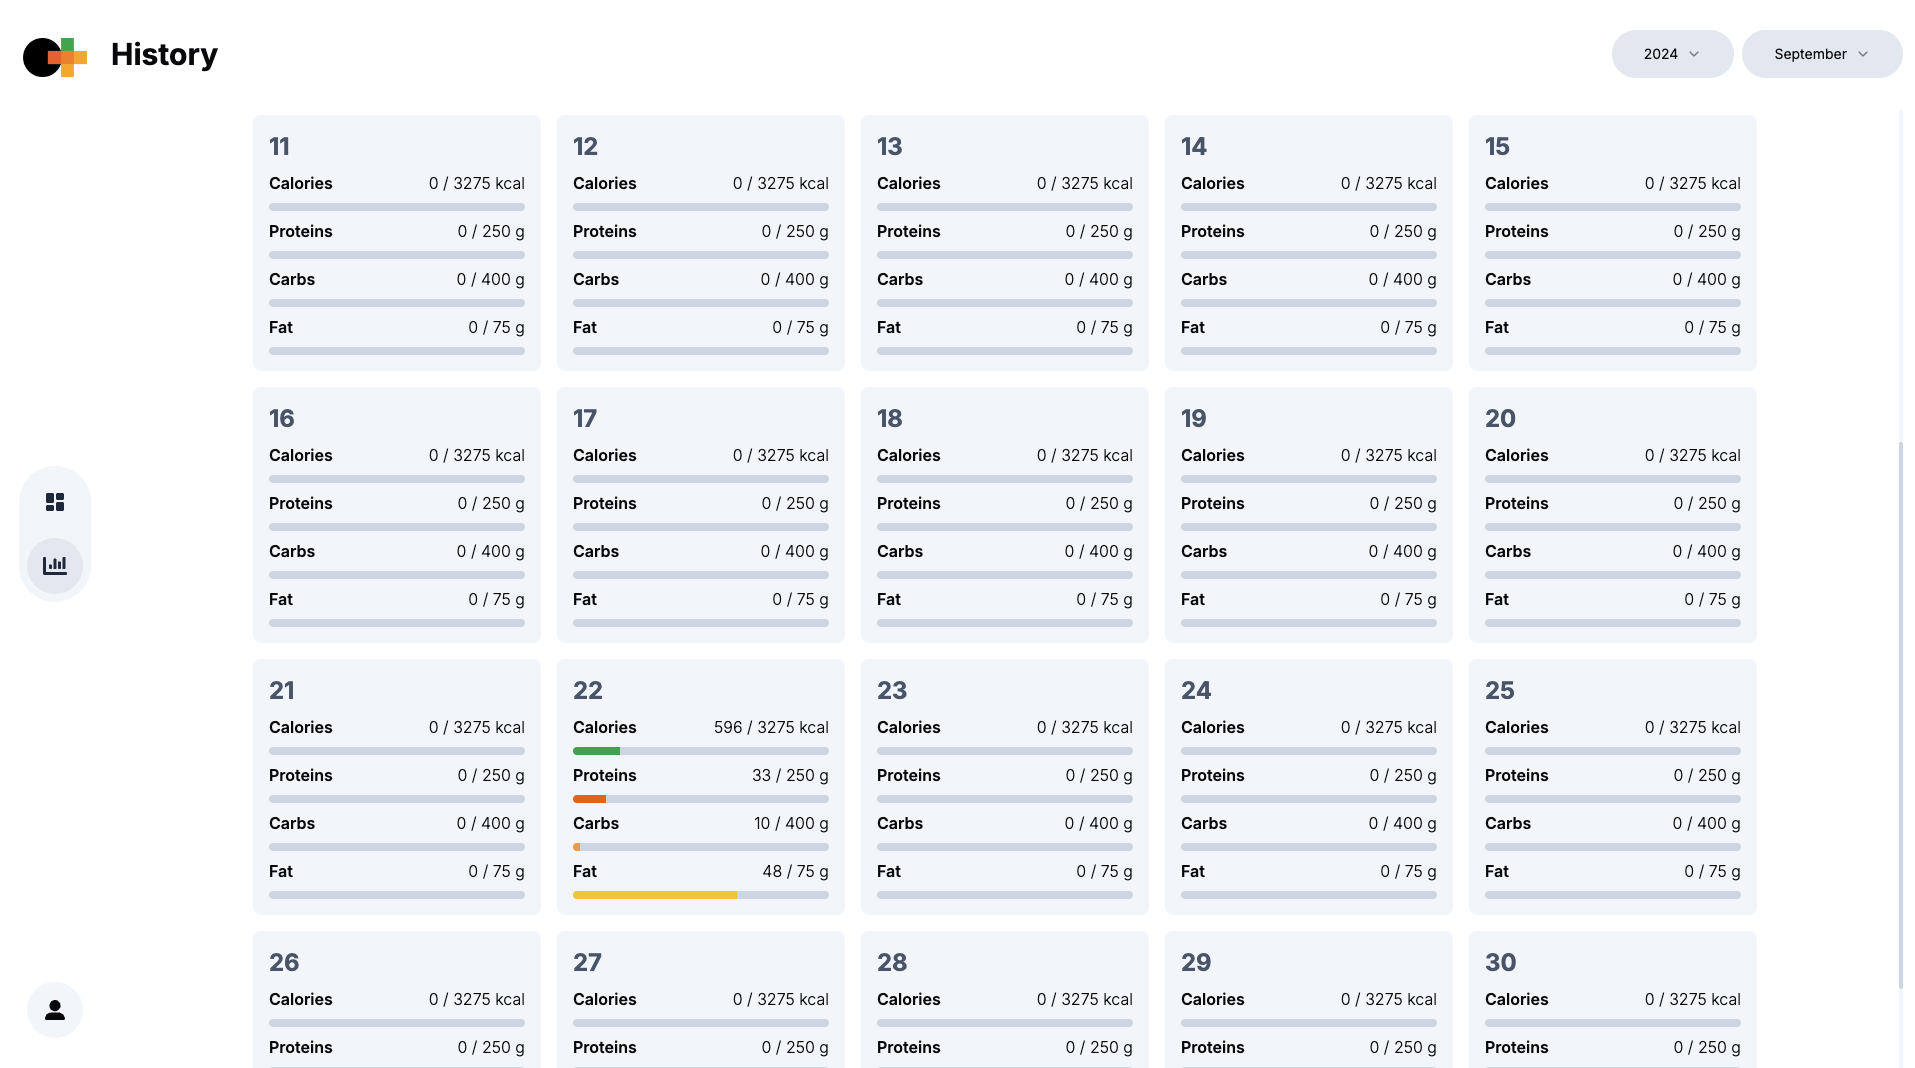 History
2024
September
11
Calories 0 / 3275 kcal
Proteins 0 / 250 g
Carbs 0 / 400 g
Fat 0 / 75 g
12
Calories 0 / 3275 kcal
Proteins 0 / 250 g
Carbs 0 / 400 g
Fat 0 / 75 g
13
Calories 0 / 3275 kcal
Proteins 0 / 250 g
Carbs 0 / 400 g
Fat 0 / 75 g
14
Calories 0 / 3275 kcal
Proteins 0 / 250 g
Carbs 0 / 400 g
Fat 0 / 75 g
15
Calories 0 / 3275 kcal
Proteins 0 / 250 g
Carbs 0 / 400 g
Fat 0 / 75 g
16
Calories 0 / 3275 kcal
Proteins 0 / 250 g
Carbs 0 / 400 g
Fat 0 / 75 g
17
Calories 0 / 3275 kcal
Proteins 0 / 250 g
Carbs 0 / 400 g
Fat 0 / 75 g
18
Calories 0 / 3275 kcal
Proteins 0 / 250 g
Carbs 0 / 400 g
Fat 0 / 75 g
19
Calories 0 / 3275 kcal
Proteins 0 / 250 g
Carbs 0 / 400 g
Fat 0 / 75 g
20
Calories 0 / 3275 kcal
Proteins 0 / 250 g
Carbs 0 / 400 g
Fat 0 / 75 g
21
Calories 0 / 3275 kcal
Proteins 0 / 250 g
Carbs 0 / 400 g
Fat 0 / 75 g
22
Calories 596 / 3275 kcal
Proteins 33 / 250 g
Carbs 10 / 400 g
Fat 48 / 75 g
23
Calories 0 / 3275 kcal
Proteins 0 / 250 g
Carbs 0 / 400 g
Fat 0 / 75 g
24
Calories 0 / 3275 kcal
Proteins 0 / 250 g
Carbs 0 / 400 g
Fat 0 / 75 g
25
Calories 0 / 3275 kcal
Proteins 0 / 250 g
Carbs 0 / 400 g
Fat 0 / 75 g
26
Calories 0 / 3275 kcal
Proteins 0 / 250 g
27
Calories 0 / 3275 kcal
Proteins 0 / 250 g
28
Calories 0 / 3275 kcal
Proteins 0 / 250 g
29
Calories 0 / 3275 kcal
Proteins 0 / 250 g
30
Calories 0 / 3275 kcal
Proteins 0 / 250 g